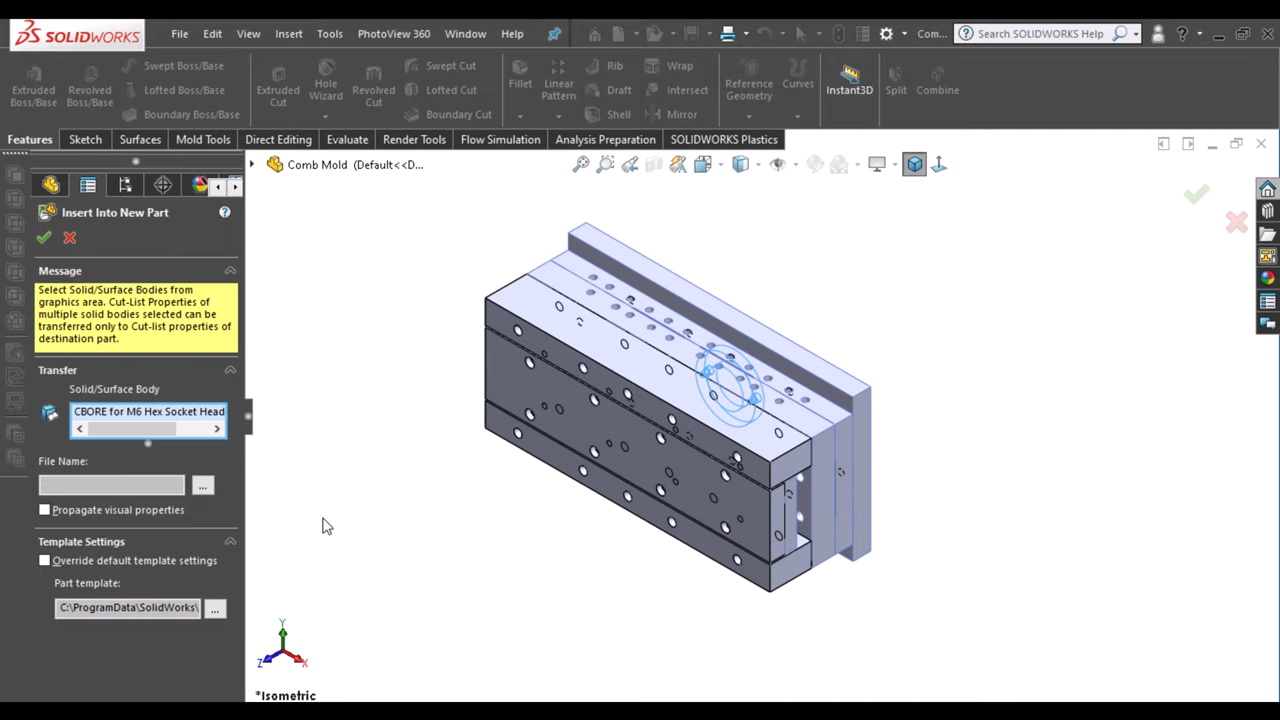 SOLIDWORKS File Edit View Insert Tools PhotoView 360 Window Help Com... Search SOLIDWORKS Help
Extruded Boss/Base Revolved Boss/Base Swept Boss/Base Lofted Boss/Base Boundary Boss/Base Extruded Cut Hole Wizard Revolved Cut Swept Cut Lofted Cut Boundary Cut Fillet Linear Pattern Rib Draft Shell Wrap Intersect Mirror Reference Geometry Curves Instant3D Split Combine
Features Sketch Surfaces Mold Tools Direct Editing Evaluate Render Tools Flow Simulation Analysis Preparation SOLIDWORKS Plastics
Comb Mold (Default<<D...
Insert Into New Part
Message
Select Solid/Surface Bodies from
graphics area. Cut-List Properties of
multiple solid bodies selected can be
transferred only to Cut-list properties of
destination part.
Transfer
Solid/Surface Body
CBORE for M6 Hex Socket Head
File Name:
...
Propagate visual properties
Template Settings
Override default template settings
Part template:
C:\ProgramData\SolidWorks\ ...
Y
Z X
*Isometric